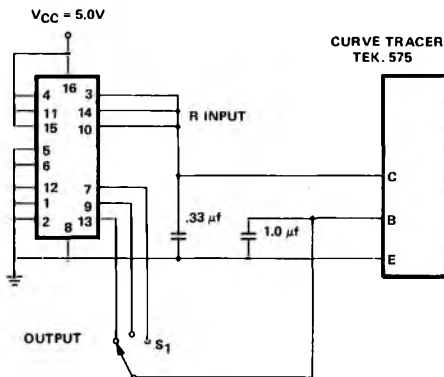 VCC = 5.0V
CURVE TRACER
TEK. 575
16
4
3
11
14
R INPUT
15
10
5
6
12
7
1
9
2
13
8
.33 µf
1.0 µf
C
B
E
OUTPUT
S1